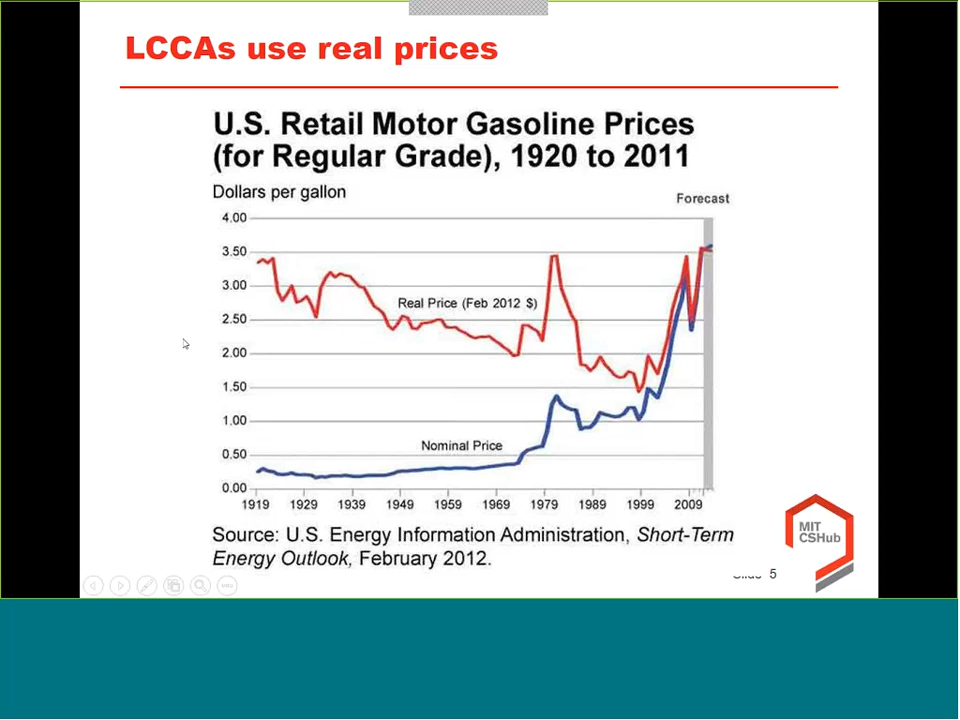 LCCAs use real prices
U.S. Retail Motor Gasoline Prices
(for Regular Grade), 1920 to 2011
Dollars per gallon
Forecast
4.00
3.50
3.00
2.50
2.00
1.50
1.00
0.50
0.00
Real Price (Feb 2012 $)
Nominal Price
1919 1929 1939 1949 1959 1969 1979 1989 1999 2009
Source: U.S. Energy Information Administration, Short-Term
Energy Outlook, February 2012.
MIT
CSHub
Slide 5